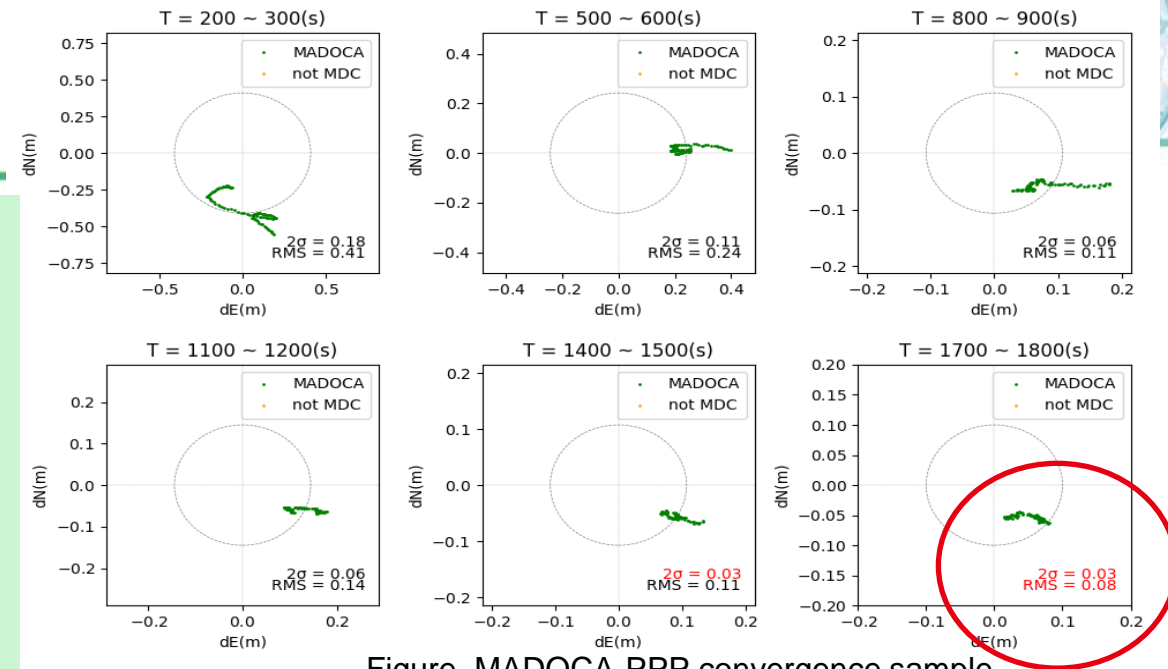 T = 200 ~ 300(s)
0.75
0.50
0.25
0.00
−0.25
−0.50
−0.75
dN(m)
MADOCA
not MDC
2σ = 0.18
RMS = 0.41
−0.5
0.0
0.5
dE(m)
T = 500 ~ 600(s)
0.4
0.2
0.0
−0.2
−0.4
dN(m)
MADOCA
not MDC
2σ = 0.11
RMS = 0.24
−0.4
−0.2
0.0
0.2
0.4
dE(m)
T = 800 ~ 900(s)
0.2
0.1
0.0
−0.1
−0.2
dN(m)
MADOCA
not MDC
2σ = 0.06
RMS = 0.11
−0.2
−0.1
0.0
0.1
0.2
dE(m)
T = 1100 ~ 1200(s)
0.2
0.1
0.0
−0.1
−0.2
dN(m)
MADOCA
not MDC
2σ = 0.06
RMS = 0.14
−0.2
0.0
0.2
dE(m)
T = 1400 ~ 1500(s)
0.2
0.1
0.0
−0.1
−0.2
dN(m)
MADOCA
not MDC
2σ = 0.03
RMS = 0.11
−0.2
−0.1
0.0
0.1
0.2
dE(m)
T = 1700 ~ 1800(s)
0.20
0.15
0.10
0.05
0.00
−0.05
−0.10
−0.15
−0.20
dN(m)
MADOCA
not MDC
2σ = 0.03
RMS = 0.08
−0.2
−0.1
0.0
0.1
0.2
dE(m)
Figure. MADOCA-PPP convergence sample